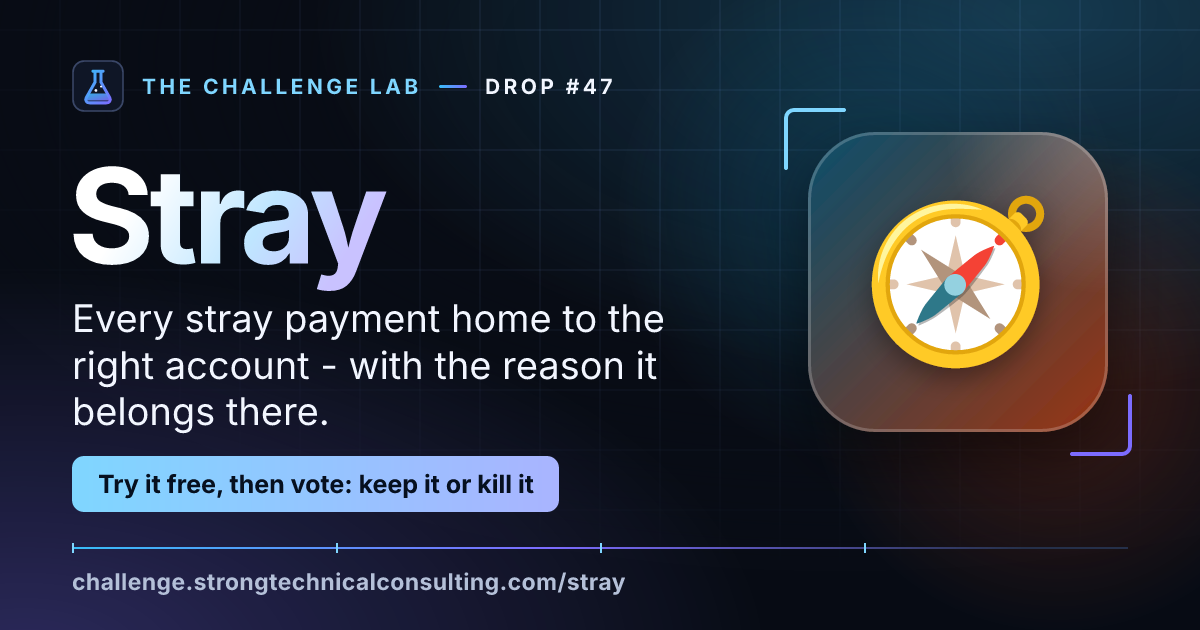 THE CHALLENGE LAB — DROP #47
Stray
Every stray payment home to the
right account - with the reason it
belongs there.
Try it free, then vote: keep it or kill it
challenge.strongtechnicalconsulting.com/stray